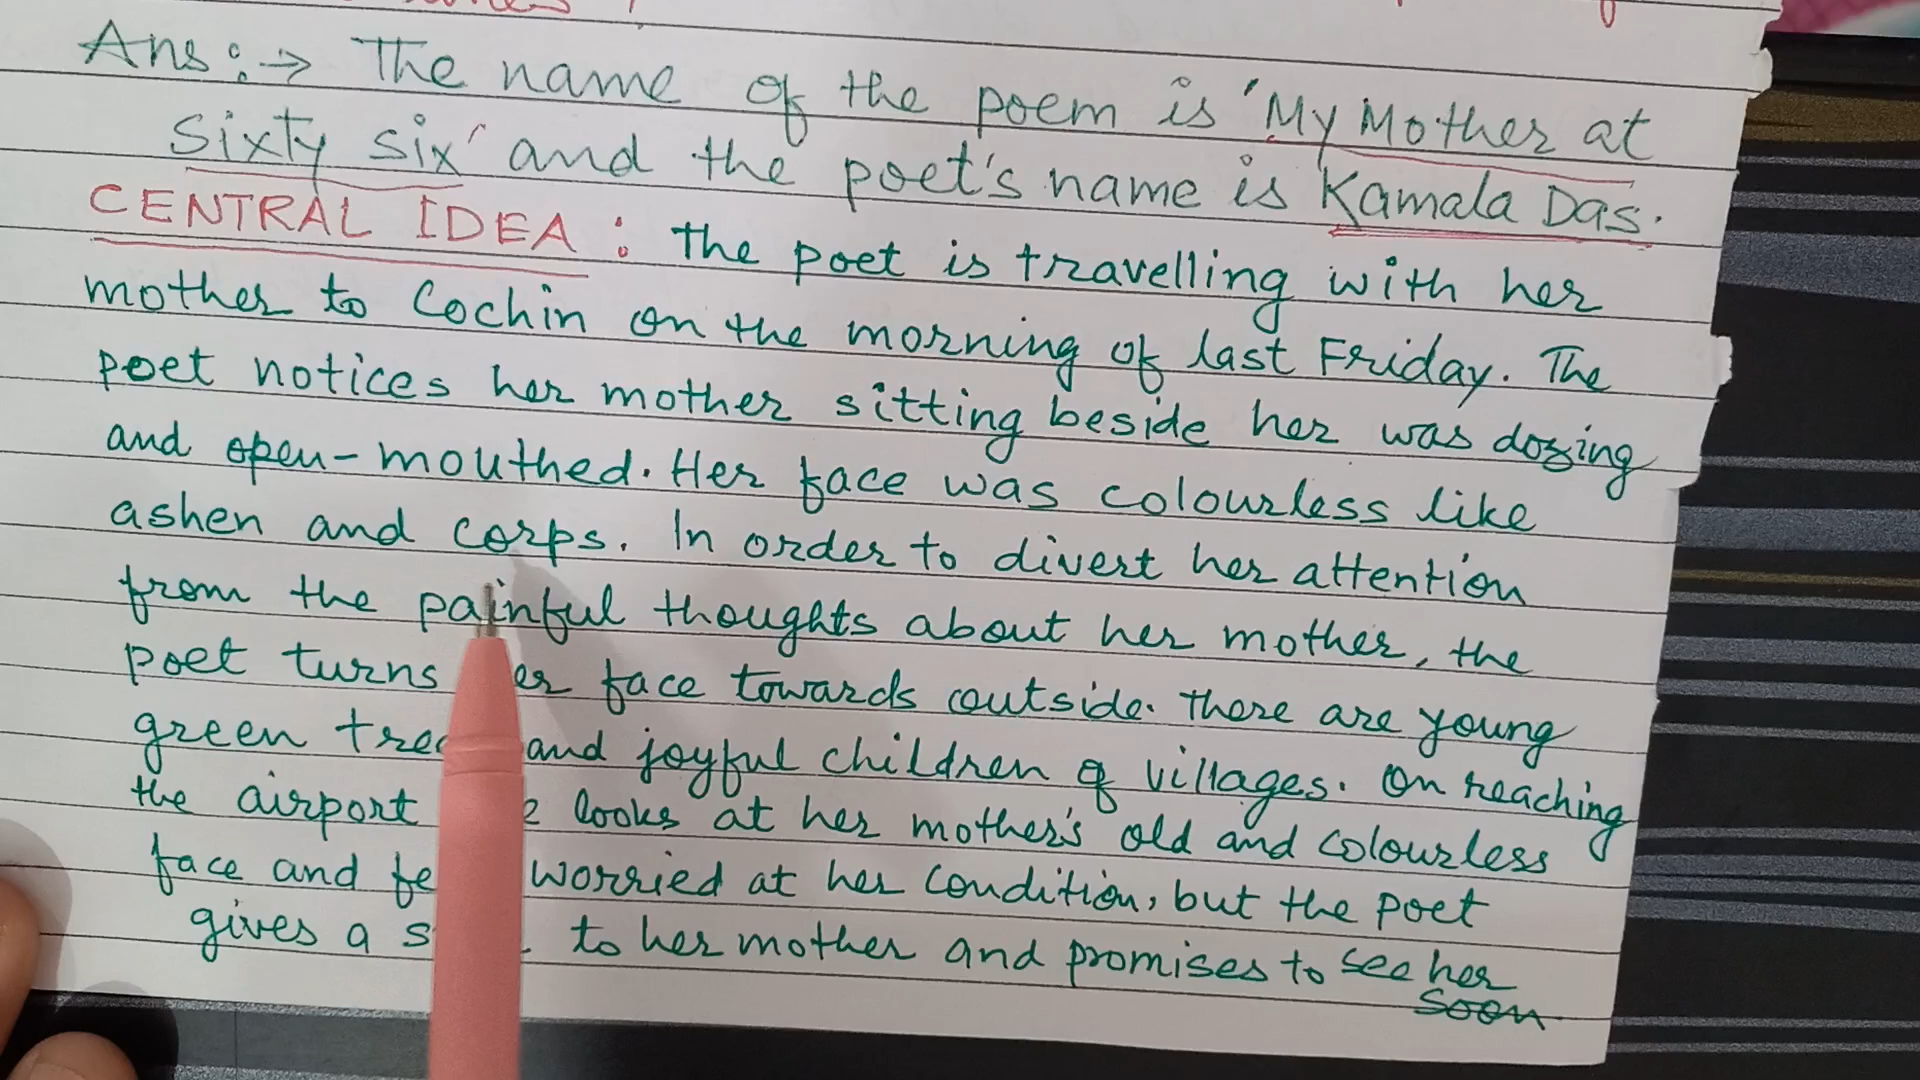 Ans :→ The name of the poem is 'My Mother at
Sixty six' and the poet's name is Kamala Das.
CENTRAL IDEA : The poet is travelling with her
mother to Cochin on the morning of last Friday. The
poet notices her mother sitting beside her was dozing
and open-mouthed. Her face was colourless like
ashen and corps. In order to divert her attention
from the painful thoughts about her mother, the
poet turns face towards outside. There are young
green and joyful children of villages. On reaching
the airport looks at her mother's old and colourless
face and worried at her condition, but the poet
gives a to her mother and promises to see her
soon